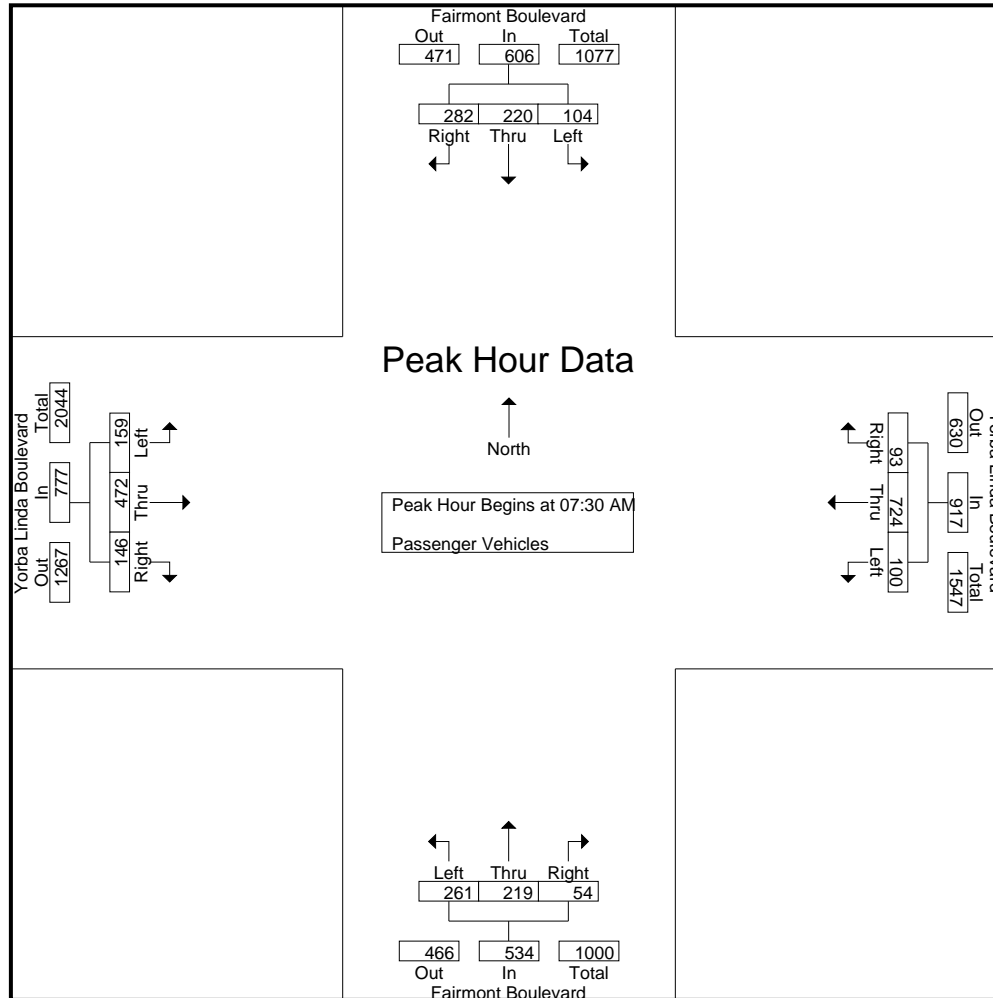 Fairmont Boulevard
Out In Total
471 606 1077
282 220 104
Right Thru Left
Peak Hour Data
North
Peak Hour Begins at 07:30 AM
Passenger Vehicles
Yorba Linda Boulevard
Total In Out
2044 777 1267
159 472 146
Left Thru Right
Out In Total
630 917 1547
93 724 100
Right Thru Left
Left Thru Right
261 219 54
466 534 1000
Out In Total
Fairmont Boulevard